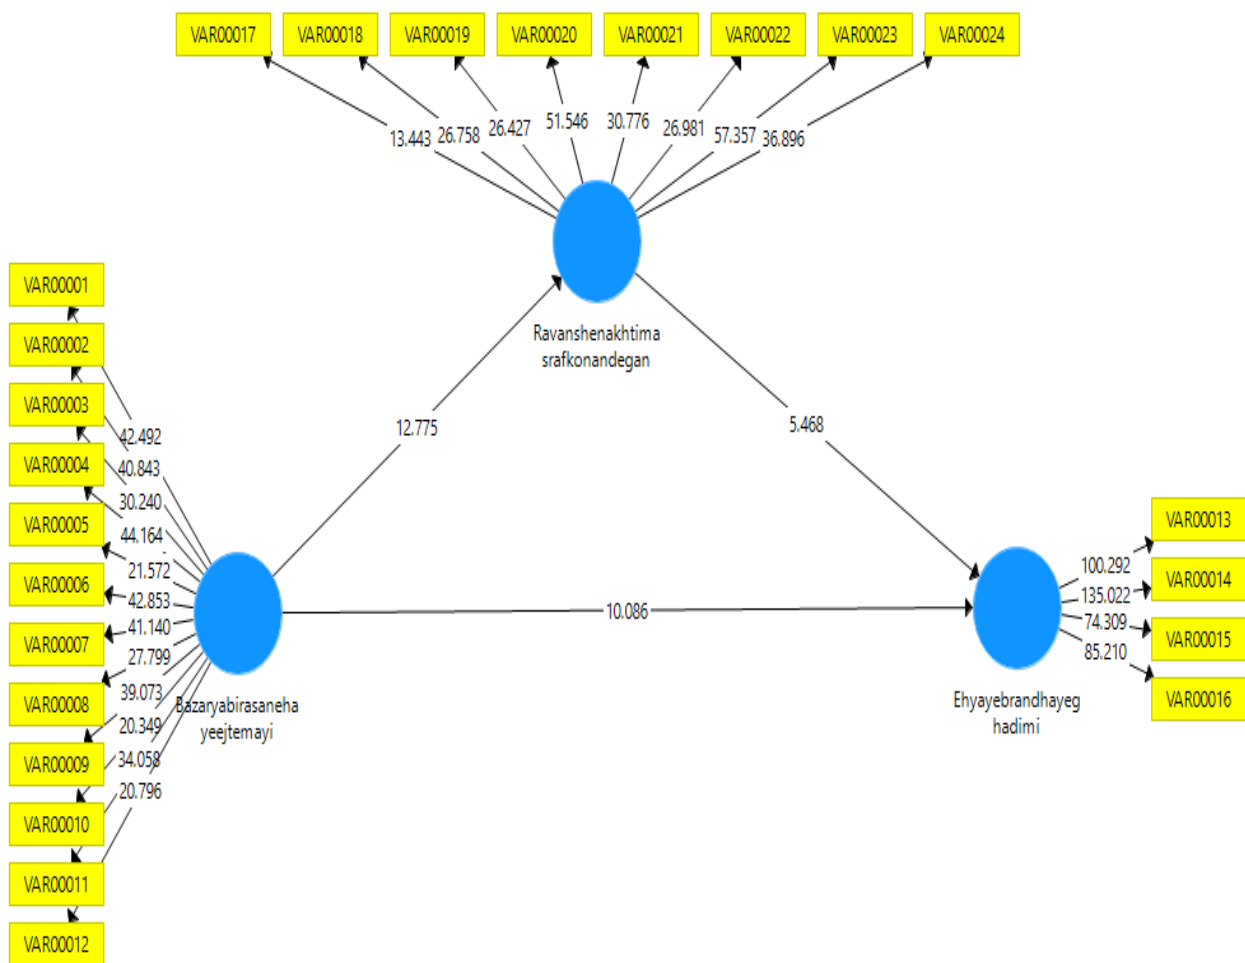 VAR00017 VAR00018 VAR00019 VAR00020 VAR00021 VAR00022 VAR00023 VAR00024
13.443 26.758 26.427 51.546 30.776 26.981 57.357 36.896
Ravanshenakhtima
srafkonandegan
VAR00001
VAR00002
VAR00003
VAR00004
VAR00005
VAR00006
VAR00007
VAR00008
VAR00009
VAR00010
VAR00011
VAR00012
42.492
40.843
30.240
44.164
21.572
42.853
41.140
27.799
39.073
20.349
34.058
20.796
Bazaryabirasaneha
yeejtemayi
12.775
5.468
10.086
Ehyayebrandhayeg
hadimi
100.292
135.022
74.309
85.210
VAR00013
VAR00014
VAR00015
VAR00016